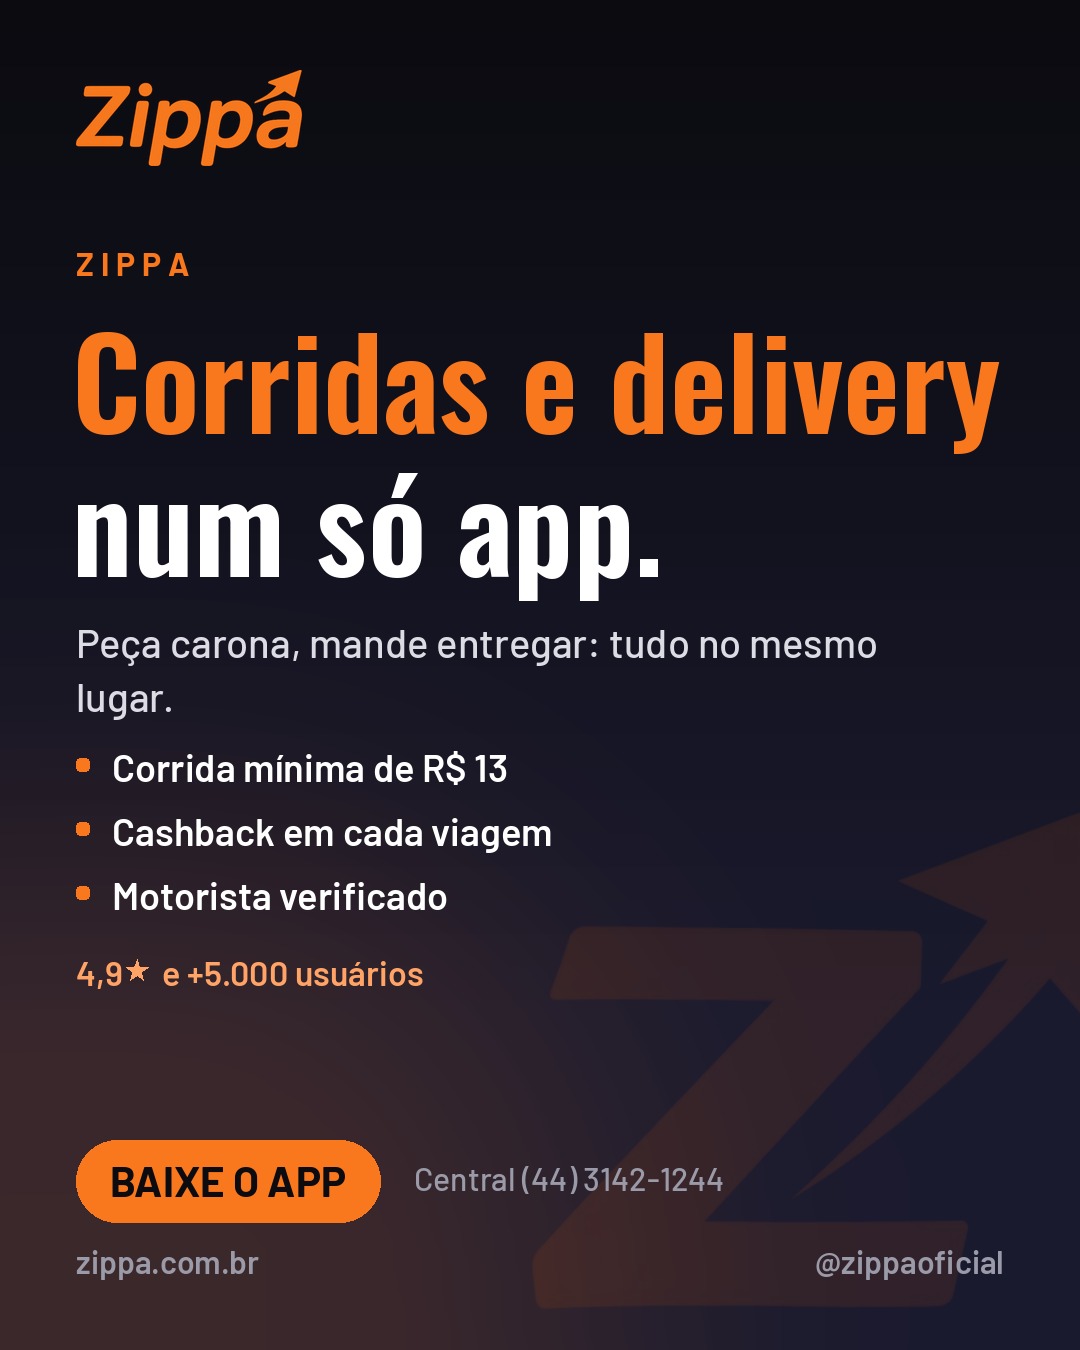 Zippa
ZIPPA
Corridas e delivery
num só app.
Peça carona, mande entregar: tudo no mesmo
lugar.
Corrida mínima de R$ 13
Cashback em cada viagem
Motorista verificado
4,9★ e +5.000 usuários
BAIXE O APP
Central (44) 3142-1244
zippa.com.br
@zippaoficial